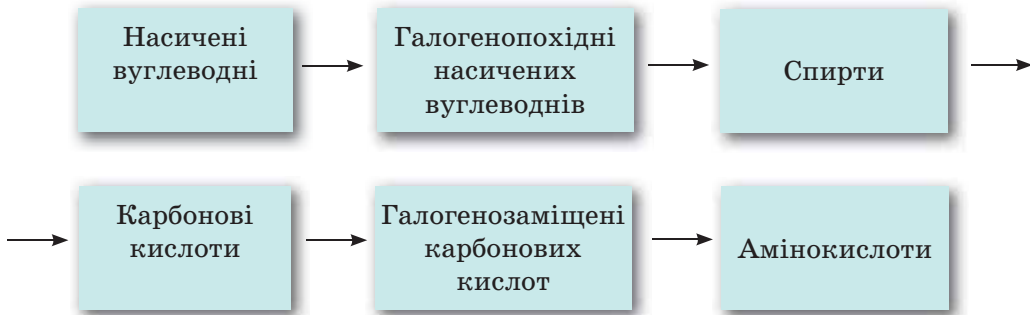 Насичені
вуглеводні
Галогенопохідні
насичених
вуглеводнів
Спирти
Карбонові
кислоти
Галогенозаміщені
карбонових
кислот
Амінокислоти